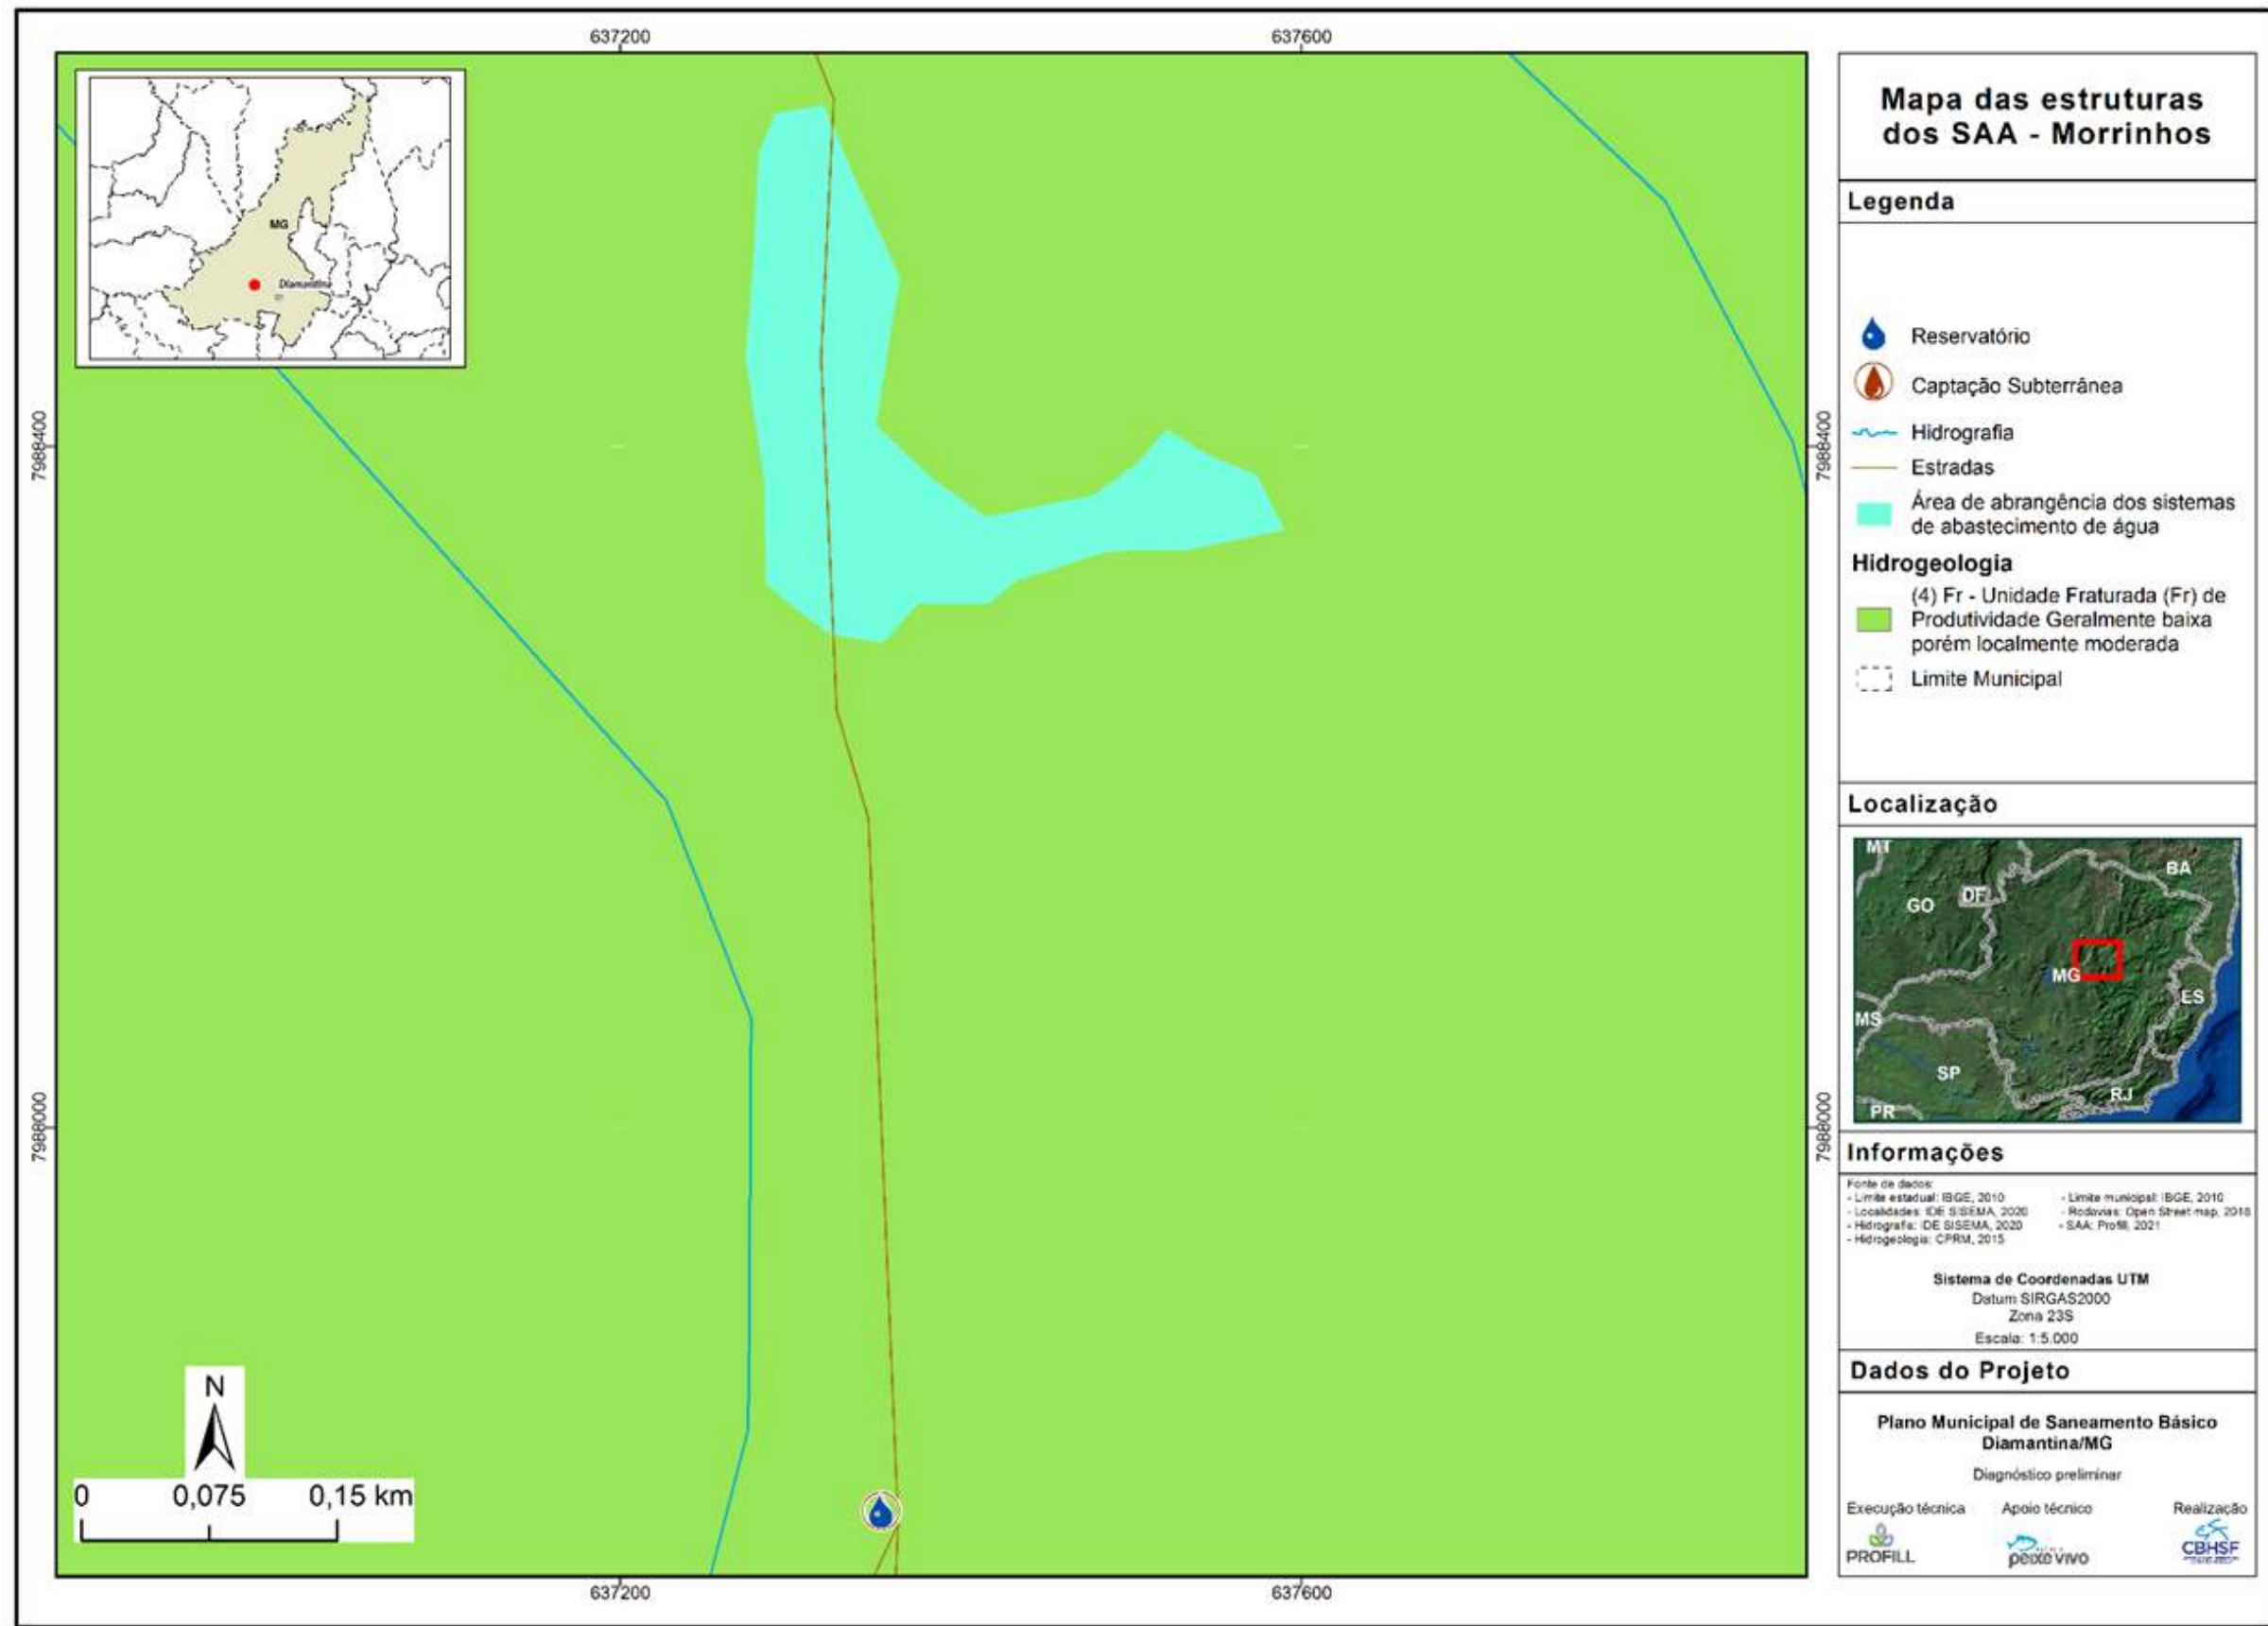 637200
637600
MG
Diamantina
7988400
7988400
7988000
7988000
N
0
0,075
0,15 km
637200
637600
Mapa das estruturas
dos SAA - Morrinhos
Legenda
Reservatório
Captação Subterrânea
Hidrografia
Estradas
Área de abrangência dos sistemas
de abastecimento de água
Hidrogeologia
(4) Fr - Unidade Fraturada (Fr) de
Produtividade Geralmente baixa
porém localmente moderada
Limite Municipal
Localização
MT
BA
DF
GO
MG
ES
MS
SP
RJ
PR
Informações
Fonte de dados:
- Limite estadual: IBGE, 2010
- Limite municipal: IBGE, 2010
- Localidades: IDE SISEMA, 2020
- Rodovias: Open Street map, 2018
- Hidrografia: IDE SISEMA, 2020
- SAA: Profill, 2021
- Hidrogeologia: CPRM, 2015
Sistema de Coordenadas UTM
Datum SIRGAS2000
Zona 23S
Escala: 1:5.000
Dados do Projeto
Plano Municipal de Saneamento Básico
Diamantina/MG
Diagnóstico preliminar
Execução técnica
Apoio técnico
Realização
PROFILL
peixe vivo
CBHSF